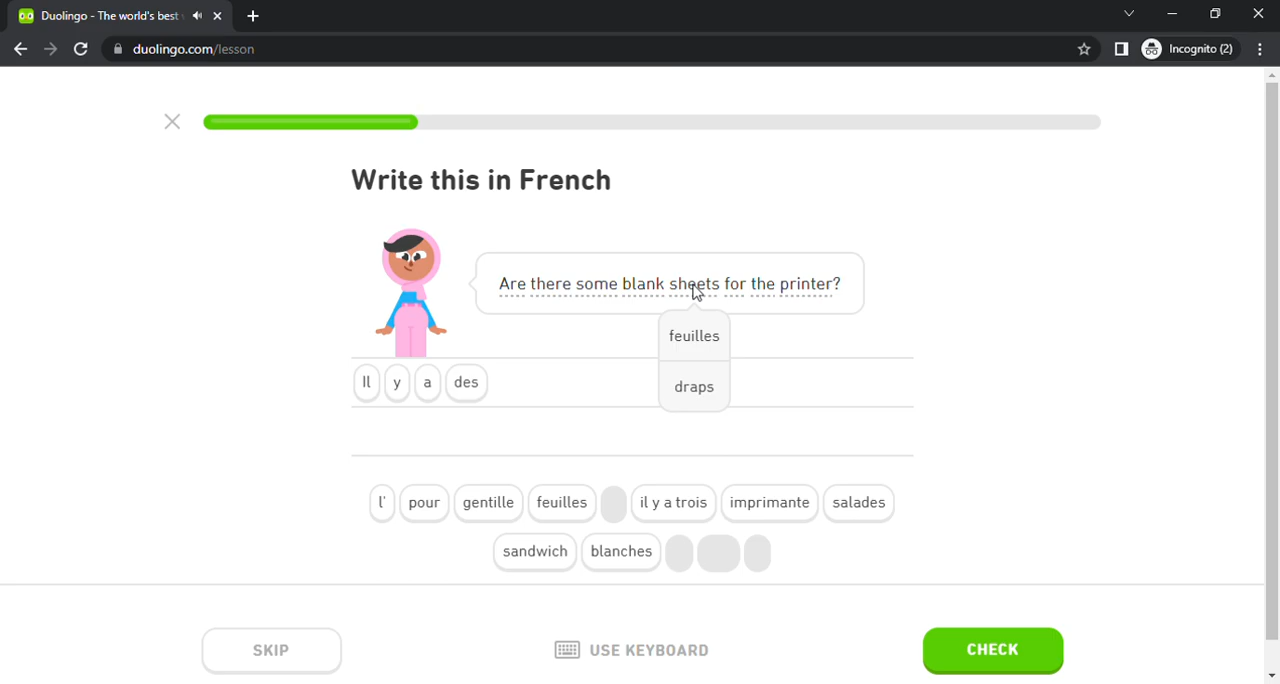 Duolingo - The world's best
duolingo.com/lesson
Incognito (2)
Write this in French
Are there some blank sheets for the printer?
feuilles
draps
Il y a des
l' pour gentille feuilles il y a trois imprimante salades
sandwich blanches
SKIP
USE KEYBOARD
CHECK